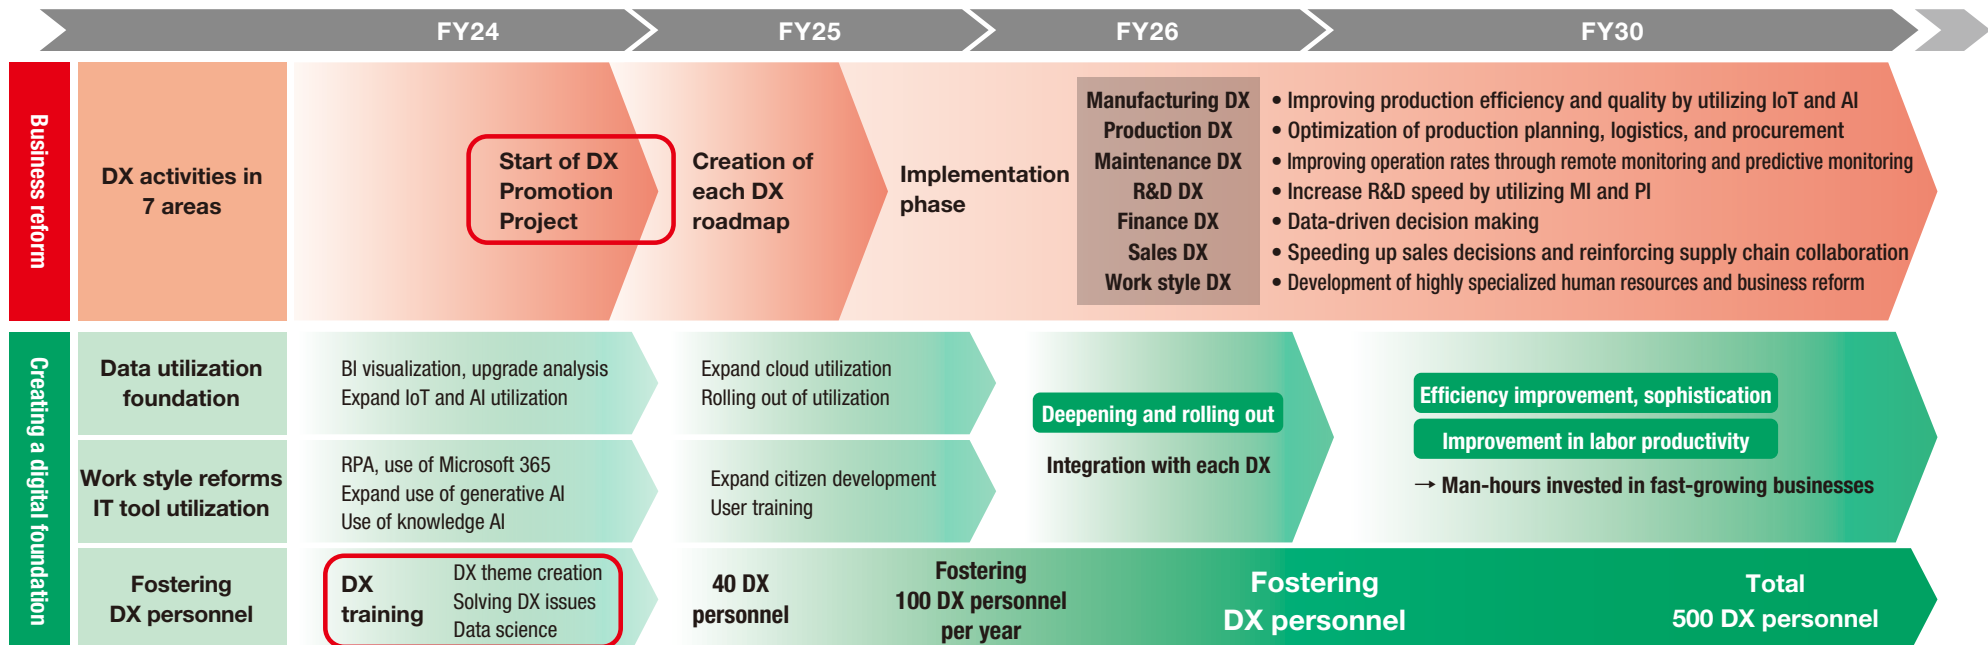 FY24
FY25
FY26
FY30
Business reform
DX activities in
7 areas
Start of DX
Promotion
Project
Creation of
each DX
roadmap
Implementation
phase
Manufacturing DX
• Improving production efficiency and quality by utilizing IoT and AI
Production DX
• Optimization of production planning, logistics, and procurement
Maintenance DX
• Improving operation rates through remote monitoring and predictive monitoring
R&D DX
• Increase R&D speed by utilizing MI and PI
Finance DX
• Data-driven decision making
Sales DX
• Speeding up sales decisions and reinforcing supply chain collaboration
Work style DX
• Development of highly specialized human resources and business reform
Creating a digital foundation
Data utilization
foundation
BI visualization, upgrade analysis
Expand IoT and AI utilization
Expand cloud utilization
Rolling out of utilization
Work style reforms
IT tool utilization
RPA, use of Microsoft 365
Expand use of generative AI
Use of knowledge AI
Expand citizen development
User training
Deepening and rolling out
Integration with each DX
Efficiency improvement, sophistication
Improvement in labor productivity
→ Man-hours invested in fast-growing businesses
Fostering
DX personnel
DX
training
DX theme creation
Solving DX issues
Data science
40 DX
personnel
Fostering
100 DX personnel
per year
Fostering
DX personnel
Total
500 DX personnel